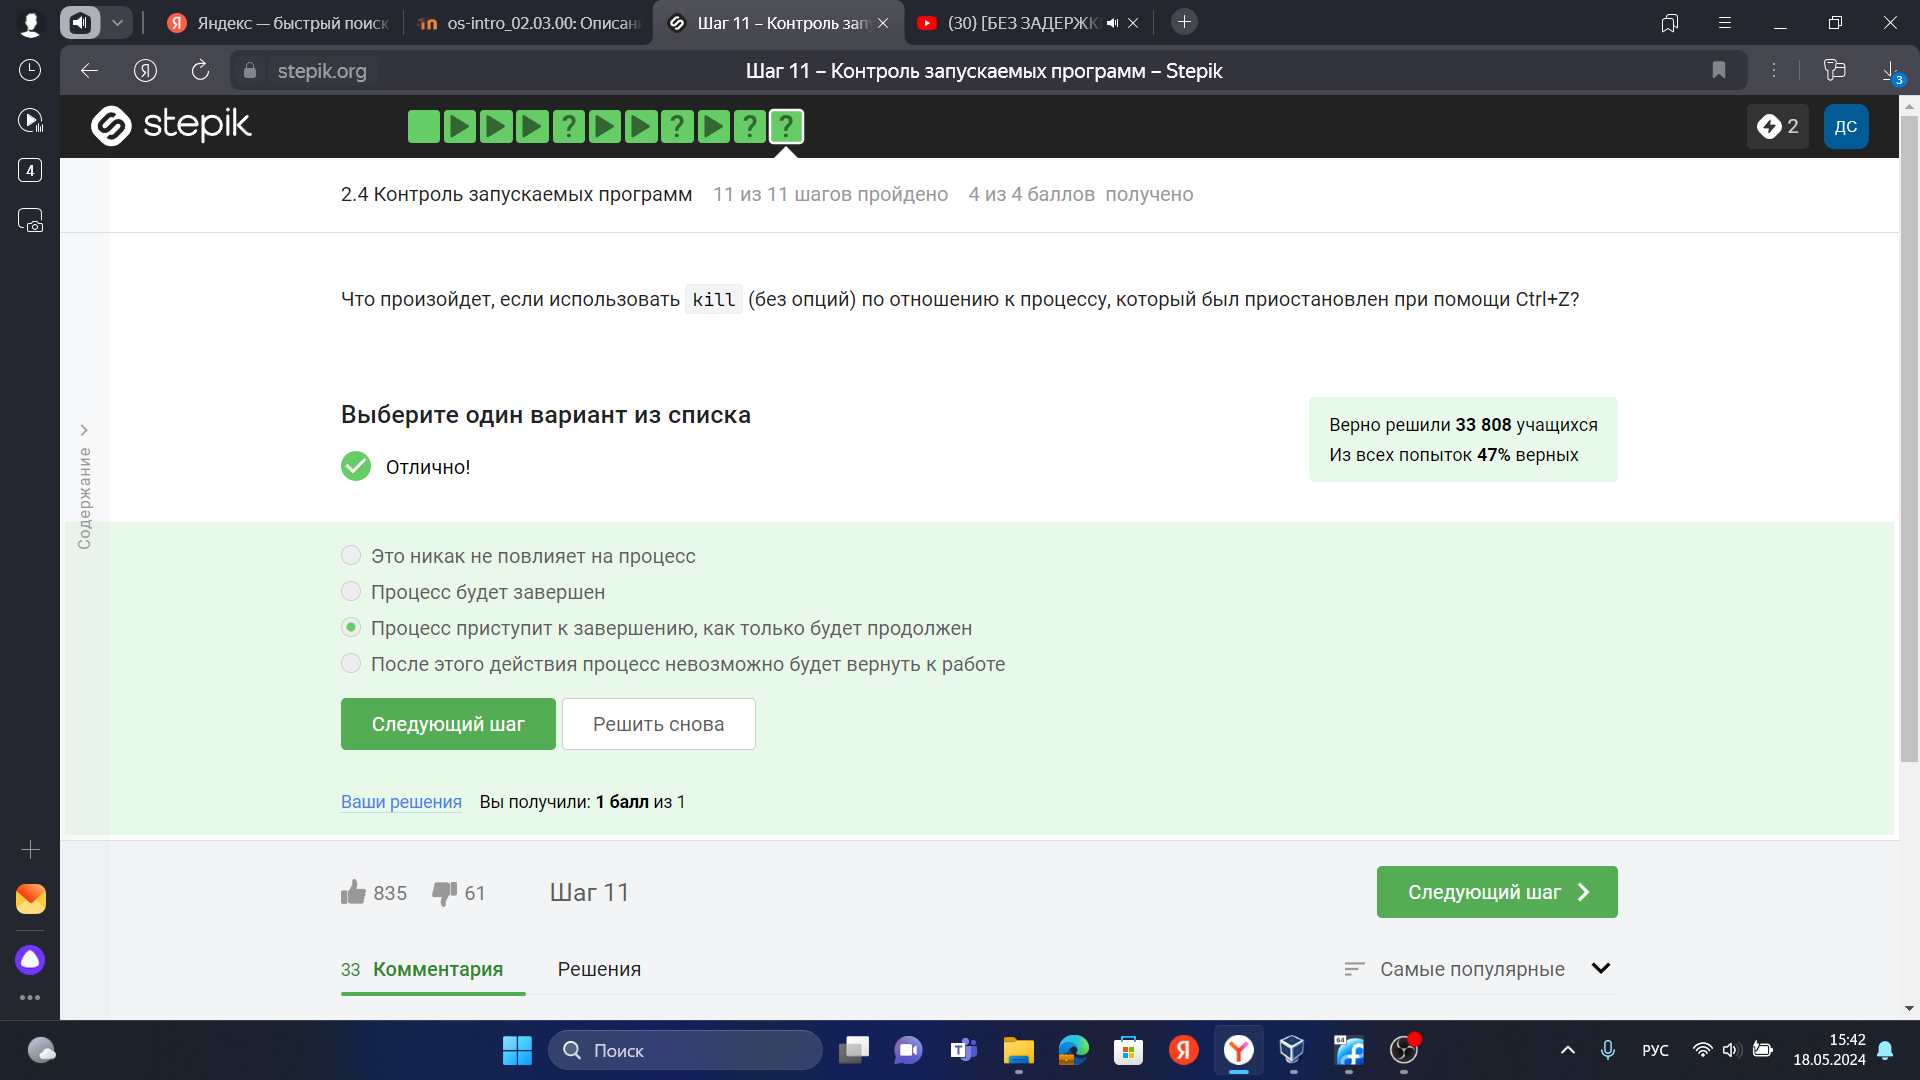 Яндекс — быстрый поиск
os-intro_02.03.00: Описан
Шаг 11 – Контроль зап
(30) [БЕЗ ЗАДЕРЖК
stepik.org
Шаг 11 – Контроль запускаемых программ – Stepik
3
4
stepik
2
ДС
2.4 Контроль запускаемых программ 11 из 11 шагов пройдено 4 из 4 баллов получено
Содержание
Что произойдет, если использовать kill (без опций) по отношению к процессу, который был приостановлен при помощи Ctrl+Z?
Выберите один вариант из списка
Отлично!
Верно решили 33 808 учащихся
Из всех попыток 47% верных
Это никак не повлияет на процесс
Процесс будет завершен
Процесс приступит к завершению, как только будет продолжен
После этого действия процесс невозможно будет вернуть к работе
Следующий шаг
Решить снова
Ваши решения Вы получили: 1 балл из 1
835 61 Шаг 11
Следующий шаг
33 Комментария
Решения
Самые популярные
Поиск
64
РУС
15:42
18.05.2024